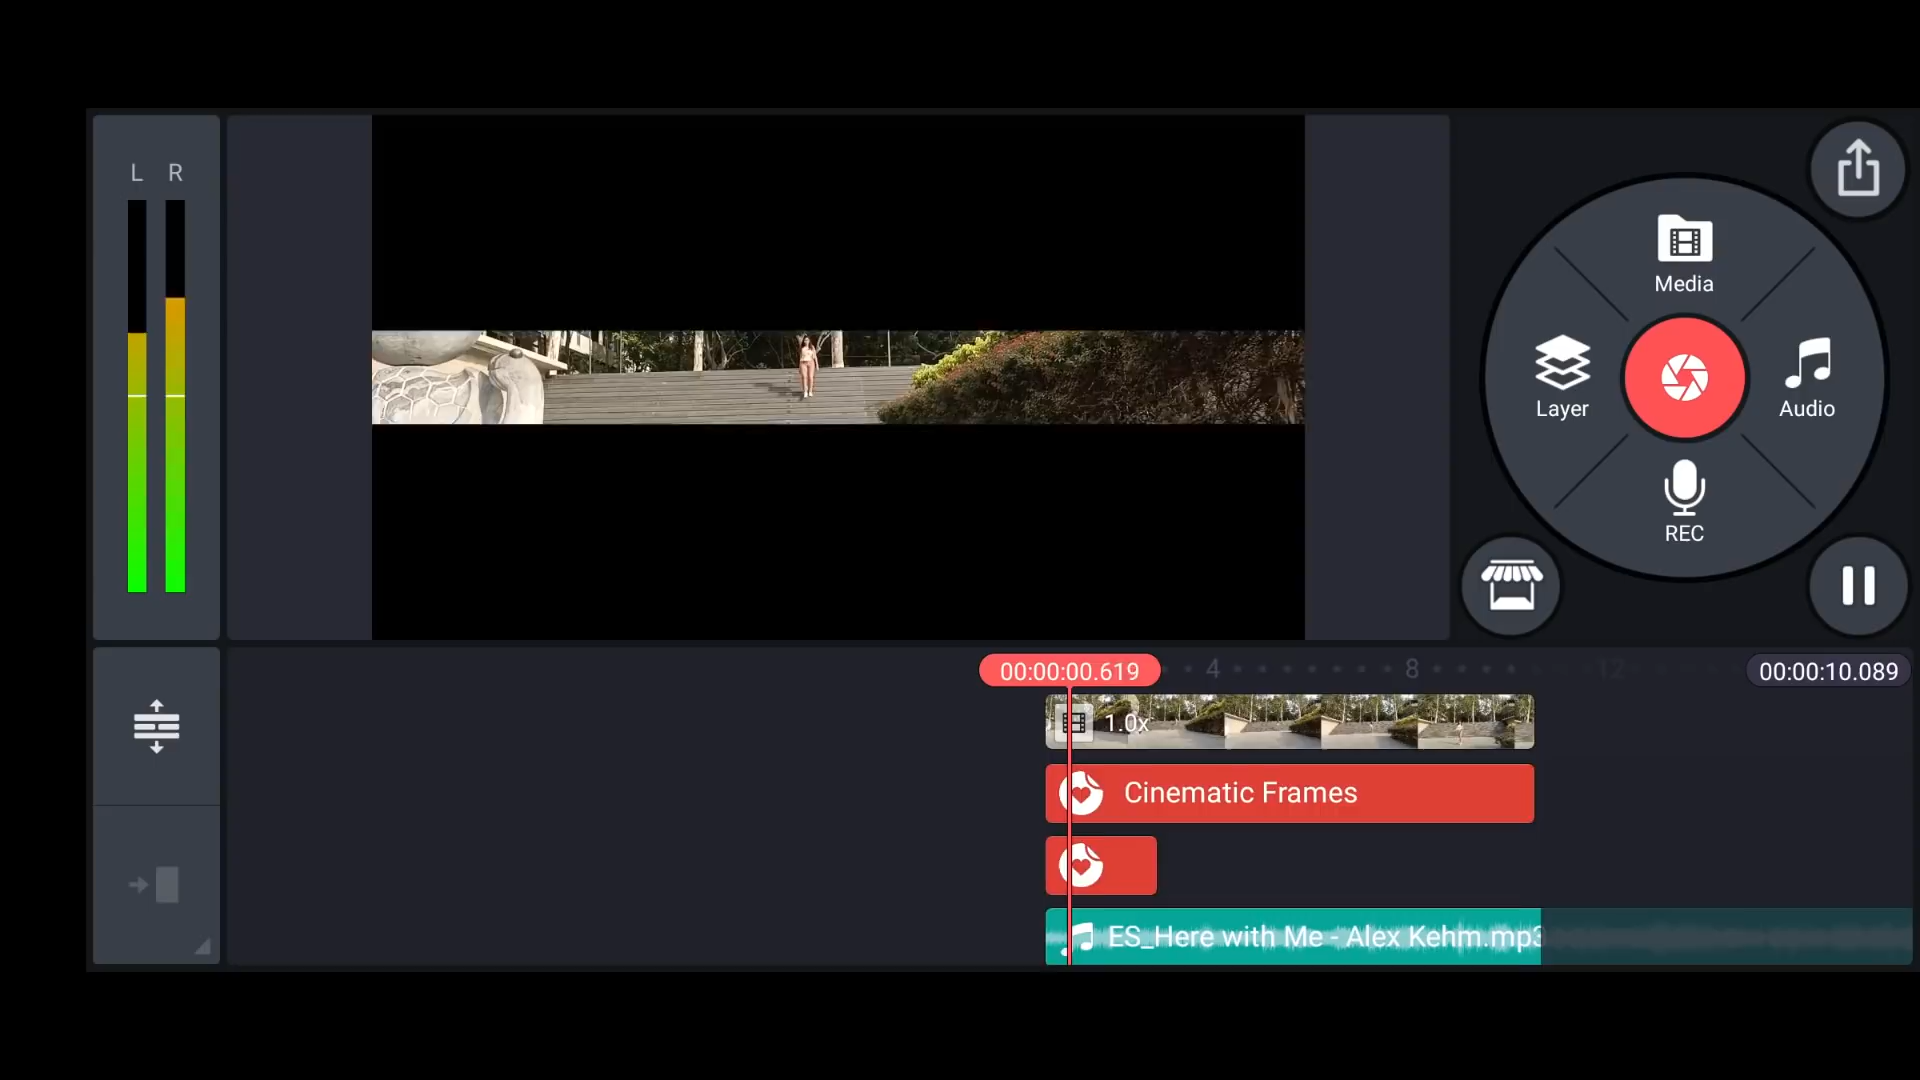 L R
Media
Layer
Audio
REC
00:00:00.619
4
8
12
00:00:10.089
1.0x
Cinematic Frames
ES_Here with Me - Alex Kehm.mp3